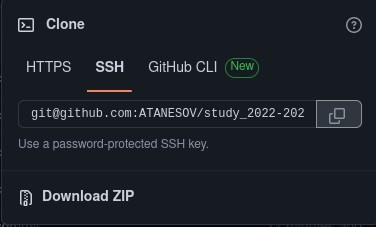 Clone
HTTPS SSH GitHub CLI New
git@github.com:ATANESOV/study_2022-202
Use a password-protected SSH key.
Download ZIP